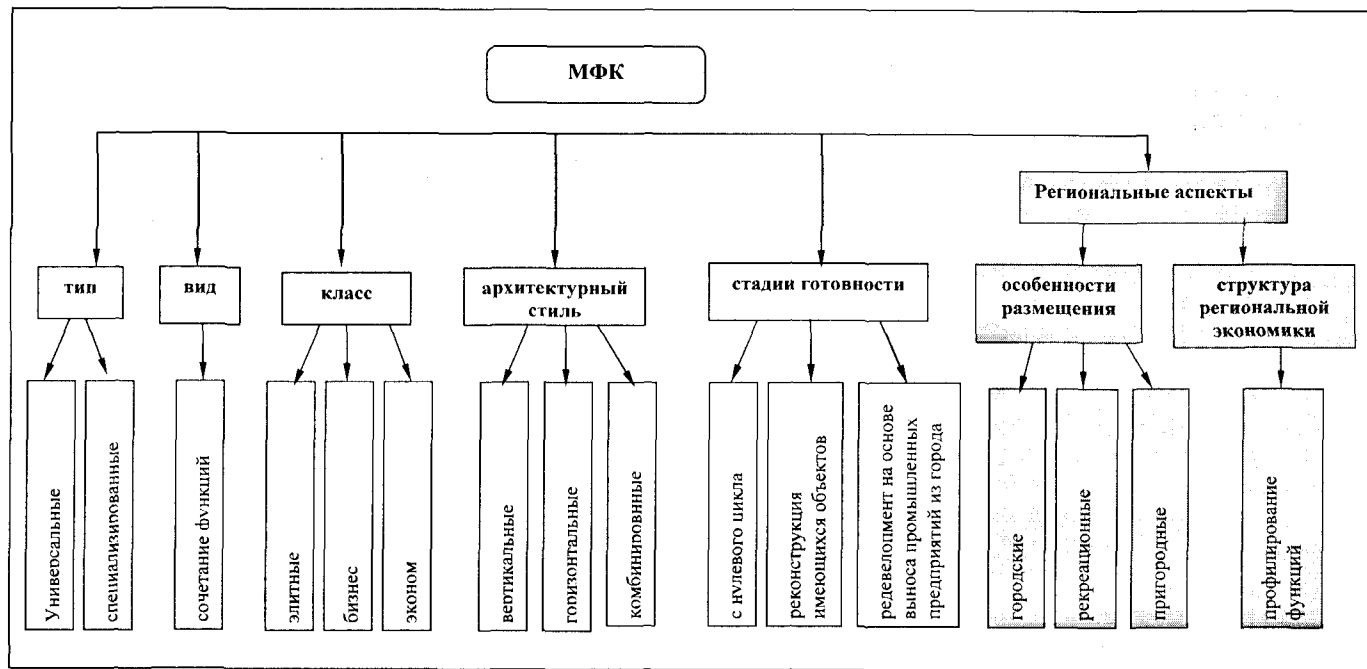 МФК
Региональные аспекты
тип
вид
класс
архитектурный
стиль
стадии готовности
особенности
размещения
структура
региональной
экономики
Универсальные
специализированные
сочетание функций
элитные
бизнес
эконом
вертикальные
горизонтальные
комбинировнные
с нулевого цикла
реконструкция
имеющихся объектов
редевелопмент на основе
выноса промышленных
предприятий из города
городские
рекреационные
пригородные
профилирование
функций